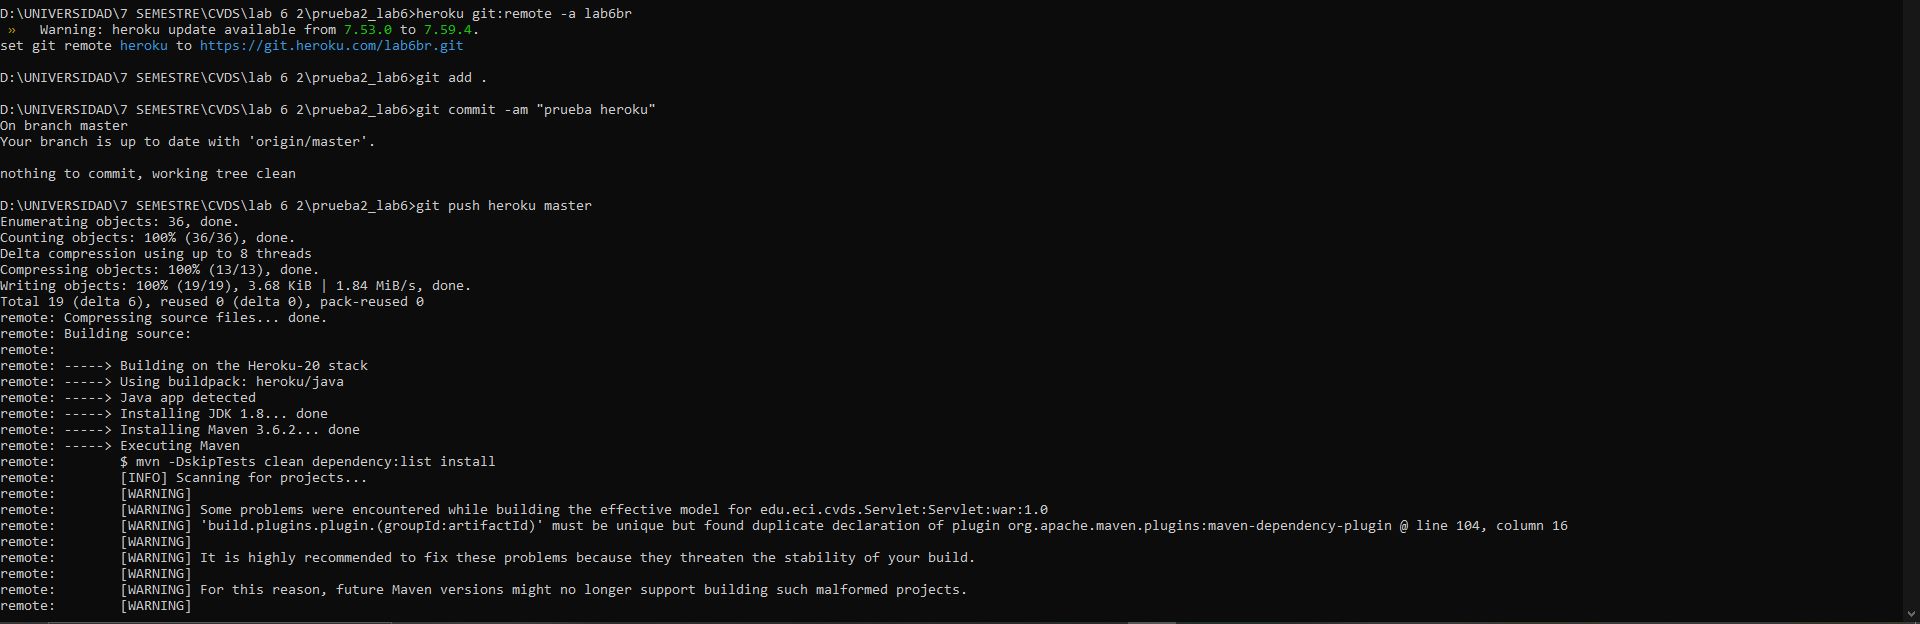 D:\UNIVERSIDAD\7 SEMESTRE\CVDS\lab 6 2\prueba2_lab6>heroku git:remote -a lab6br
»   Warning: heroku update available from 7.53.0 to 7.59.4.
set git remote heroku to https://git.heroku.com/lab6br.git
D:\UNIVERSIDAD\7 SEMESTRE\CVDS\lab 6 2\prueba2_lab6>git add .
D:\UNIVERSIDAD\7 SEMESTRE\CVDS\lab 6 2\prueba2_lab6>git commit -am "prueba heroku"
On branch master
Your branch is up to date with 'origin/master'.
nothing to commit, working tree clean
D:\UNIVERSIDAD\7 SEMESTRE\CVDS\lab 6 2\prueba2_lab6>git push heroku master
Enumerating objects: 36, done.
Counting objects: 100% (36/36), done.
Delta compression using up to 8 threads
Compressing objects: 100% (13/13), done.
Writing objects: 100% (19/19), 3.68 KiB | 1.84 MiB/s, done.
Total 19 (delta 6), reused 0 (delta 0), pack-reused 0
remote: Compressing source files... done.
remote: Building source:
remote:
remote: -----> Building on the Heroku-20 stack
remote: -----> Using buildpack: heroku/java
remote: -----> Java app detected
remote: -----> Installing JDK 1.8... done
remote: -----> Installing Maven 3.6.2... done
remote: -----> Executing Maven
remote:        $ mvn -DskipTests clean dependency:list install
remote:        [INFO] Scanning for projects...
remote:        [WARNING]
remote:        [WARNING] Some problems were encountered while building the effective model for edu.eci.cvds.Servlet:Servlet:war:1.0
remote:        [WARNING] 'build.plugins.plugin.(groupId:artifactId)' must be unique but found duplicate declaration of plugin org.apache.maven.plugins:maven-dependency-plugin @ line 104, column 16
remote:        [WARNING]
remote:        [WARNING] It is highly recommended to fix these problems because they threaten the stability of your build.
remote:        [WARNING]
remote:        [WARNING] For this reason, future Maven versions might no longer support building such malformed projects.
remote:        [WARNING]